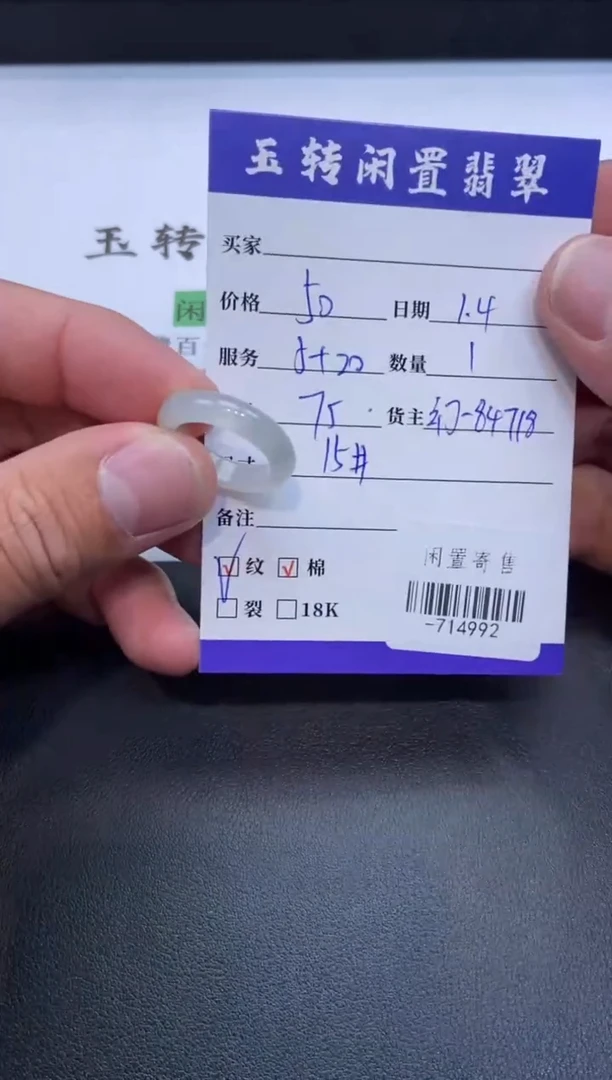 玉转闲置翡翠
玉转
闲
百
买家
价格 50 日期 1.4
服务 5+20 数量 1
75 货主 幻-84718
15#
备注
纹 棉
裂 18K
闲置寄售
-714992